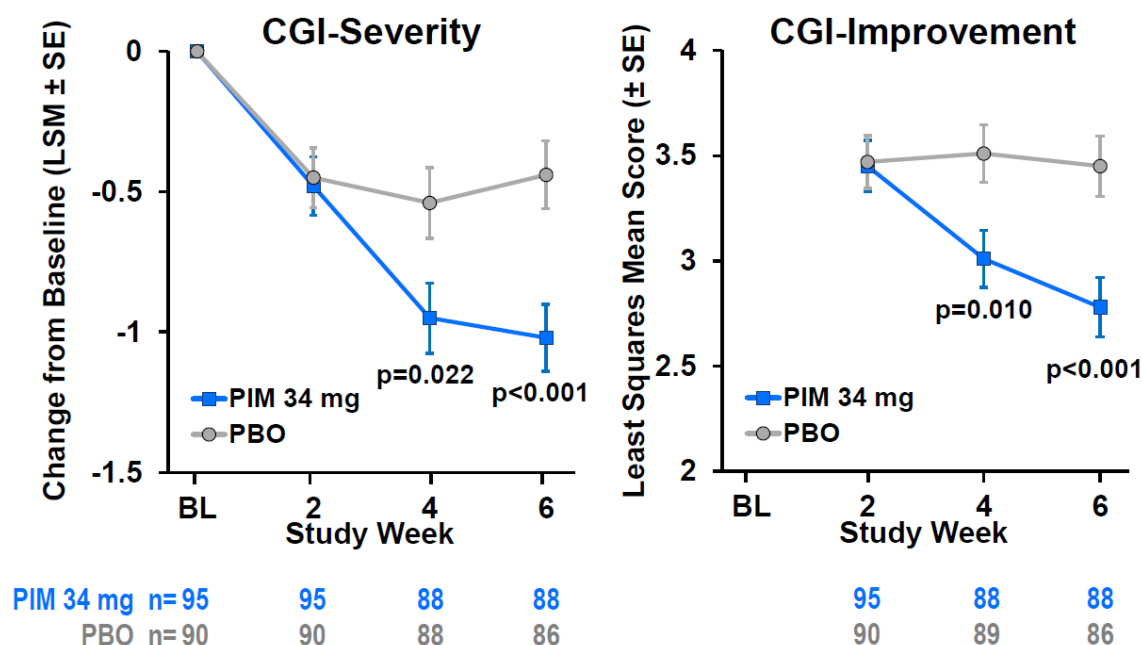 CGI-Severity
Change from Baseline (LSM ± SE)
0
-0.5
-1
-1.5
p=0.022
p<0.001
PIM 34 mg
PBO
BL 2 4 6
Study Week
CGI-Improvement
Least Squares Mean Score (± SE)
4
3.5
3
2.5
2
p=0.010
p<0.001
PIM 34 mg
PBO
BL 2 4 6
Study Week
PIM 34 mg n= 95 95 88 88 95 88 88
PBO n= 90 90 88 86 90 89 86